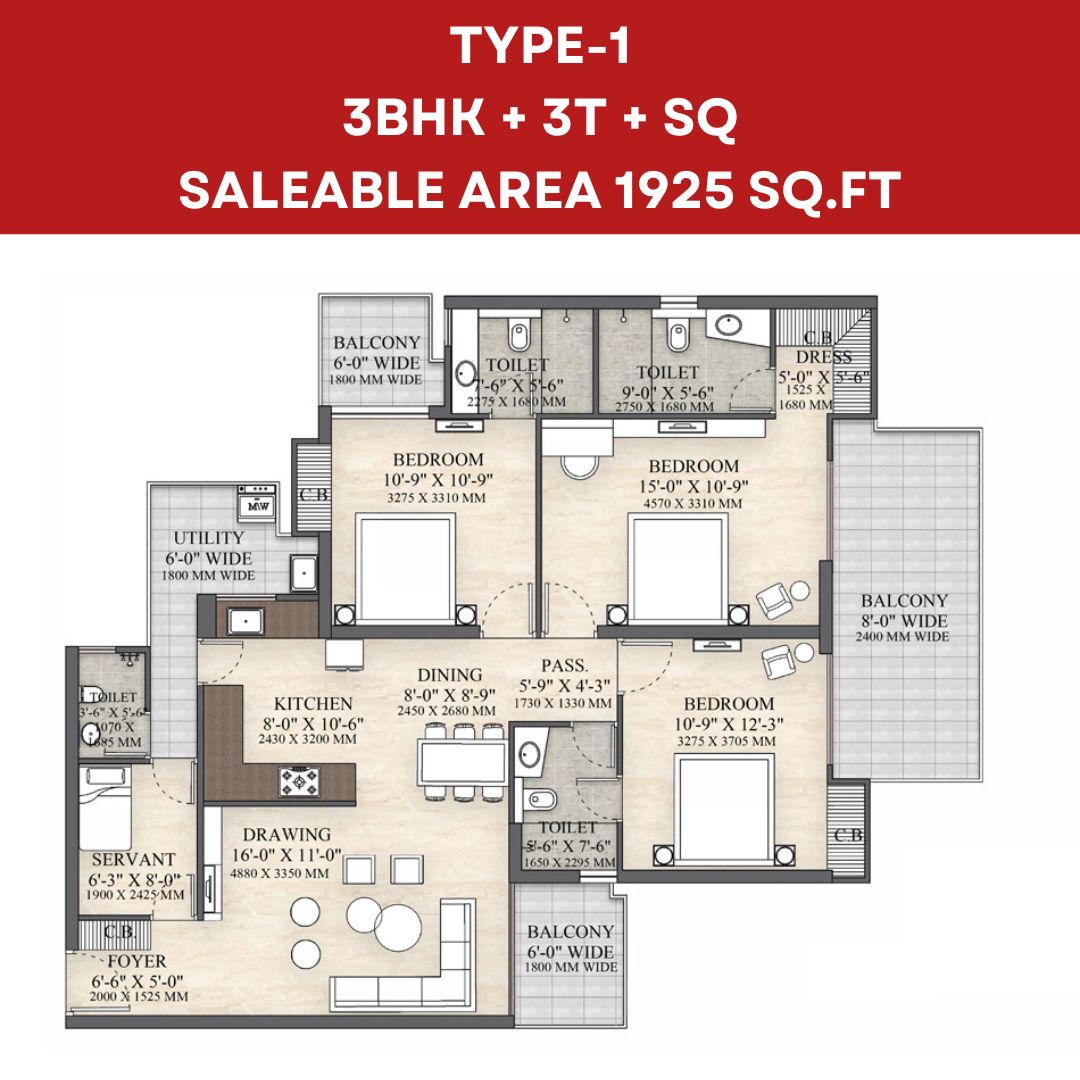 TYPE-1
3BHK + 3T + SQ
SALEABLE AREA 1925 SQ.FT
BALCONY
6'-0" WIDE
1800 MM WIDE
TOILET
7'-6" X 5'-6"
2275 X 1680 MM
TOILET
9'-0" X 5'-6"
2750 X 1680 MM
C.B.
DRESS
5'-0" X 5'-6"
1525 X
1680 MM
C.B
BEDROOM
10'-9" X 10'-9"
3275 X 3310 MM
BEDROOM
15'-0" X 10'-9"
4570 X 3310 MM
M/W
UTILITY
6'-0" WIDE
1800 MM WIDE
BALCONY
8'-0" WIDE
2400 MM WIDE
TOILET
3'-6" X 5'-6"
1070 X
1685 MM
KITCHEN
8'-0" X 10'-6"
2430 X 3200 MM
DINING
8'-0" X 8'-9"
2450 X 2680 MM
PASS.
5'-9" X 4'-3"
1730 X 1330 MM
BEDROOM
10'-9" X 12'-3"
3275 X 3705 MM
C.B
TOILET
5'-6" X 7'-6"
1650 X 2295 MM
DRAWING
16'-0" X 11'-0"
4880 X 3350 MM
SERVANT
6'-3" X 8'-0"
1900 X 2425 MM
C.B.
FOYER
6'-6" X 5'-0"
2000 X 1525 MM
BALCONY
6'-0" WIDE
1800 MM WIDE